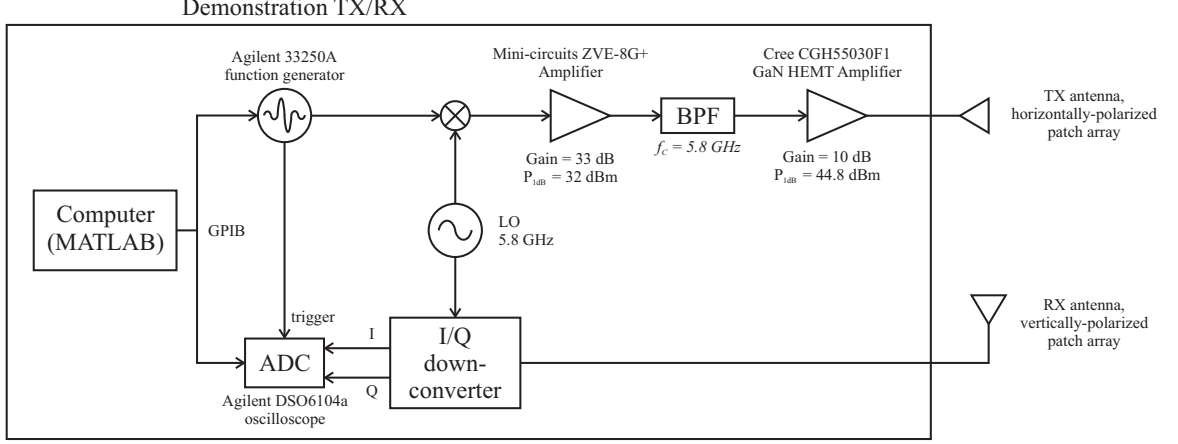 Demonstration TX/RX
Agilent 33250A
function generator
Mini-circuits ZVE-8G+
Amplifier
Cree CGH55030F1
GaN HEMT Amplifier
TX antenna,
horizontally-polarized
patch array
BPF
f_C = 5.8 GHz
Gain = 33 dB
P_1dB = 32 dBm
Gain = 10 dB
P_1dB = 44.8 dBm
Computer
(MATLAB)
GPIB
LO
5.8 GHz
trigger
ADC
I
Q
I/Q
down-
converter
Agilent DSO6104a
oscilloscope
RX antenna,
vertically-polarized
patch array